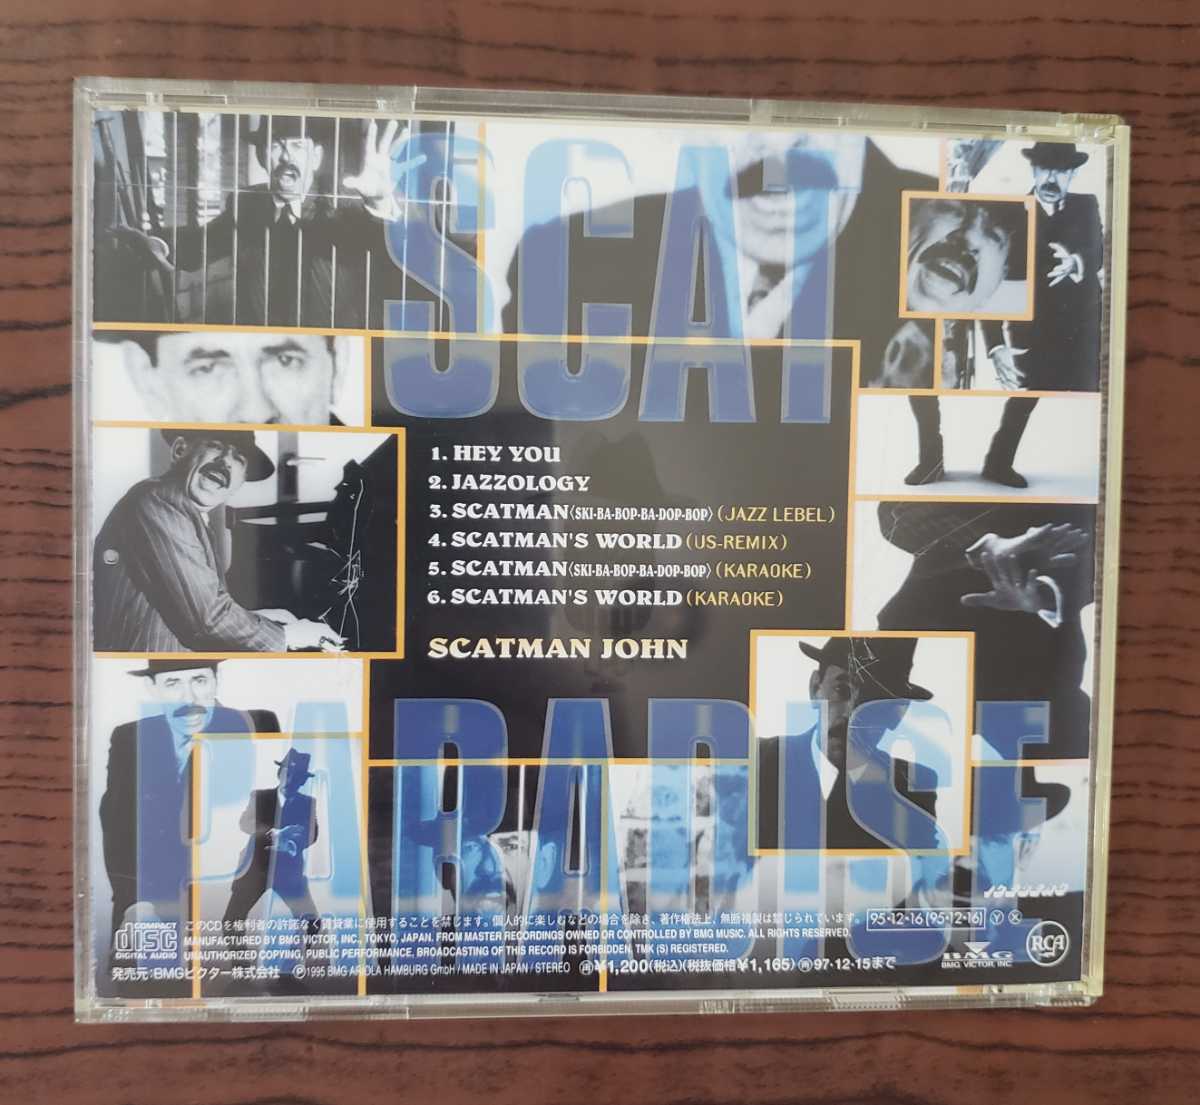 SCAT
1. HEY YOU
2. JAZZOLOGY
3. SCATMAN〈SKI-BA-BOP-BA-DOP-BOP〉(JAZZ LEBEL)
4. SCATMAN'S WORLD(US-REMIX)
5. SCATMAN〈SKI-BA-BOP-BA-DOP-BOP〉(KARAOKE)
6. SCATMAN'S WORLD(KARAOKE)
SCATMAN JOHN
PARADISE
COMPACT disc DIGITAL AUDIO
このCDを権利者の許諾なく賃貸業に使用することを禁じます。個人的に楽しむなどの場合を除き、著作権法上、無断複製は禁じられています。 95・12・16 (95・12・16) Ⓨ Ⓧ
MANUFACTURED BY BMG VICTOR, INC., TOKYO, JAPAN. FROM MASTER RECORDINGS OWNED OR CONTROLLED BY BMG MUSIC. ALL RIGHTS RESERVED.
UNAUTHORIZED COPYING, PUBLIC PERFORMANCE, BROADCASTING OF THIS RECORD IS FORBIDDEN. TMK (S) REGISTERED.
発売元:BMGビクター株式会社 Ⓟ1995 BMG ARIOLA HAMBURG GmbH / MADE IN JAPAN / STEREO ¥1,200(税込)(税抜価格¥1,165) 97・12・15まで
BMG
BMG VICTOR, INC.
RCA